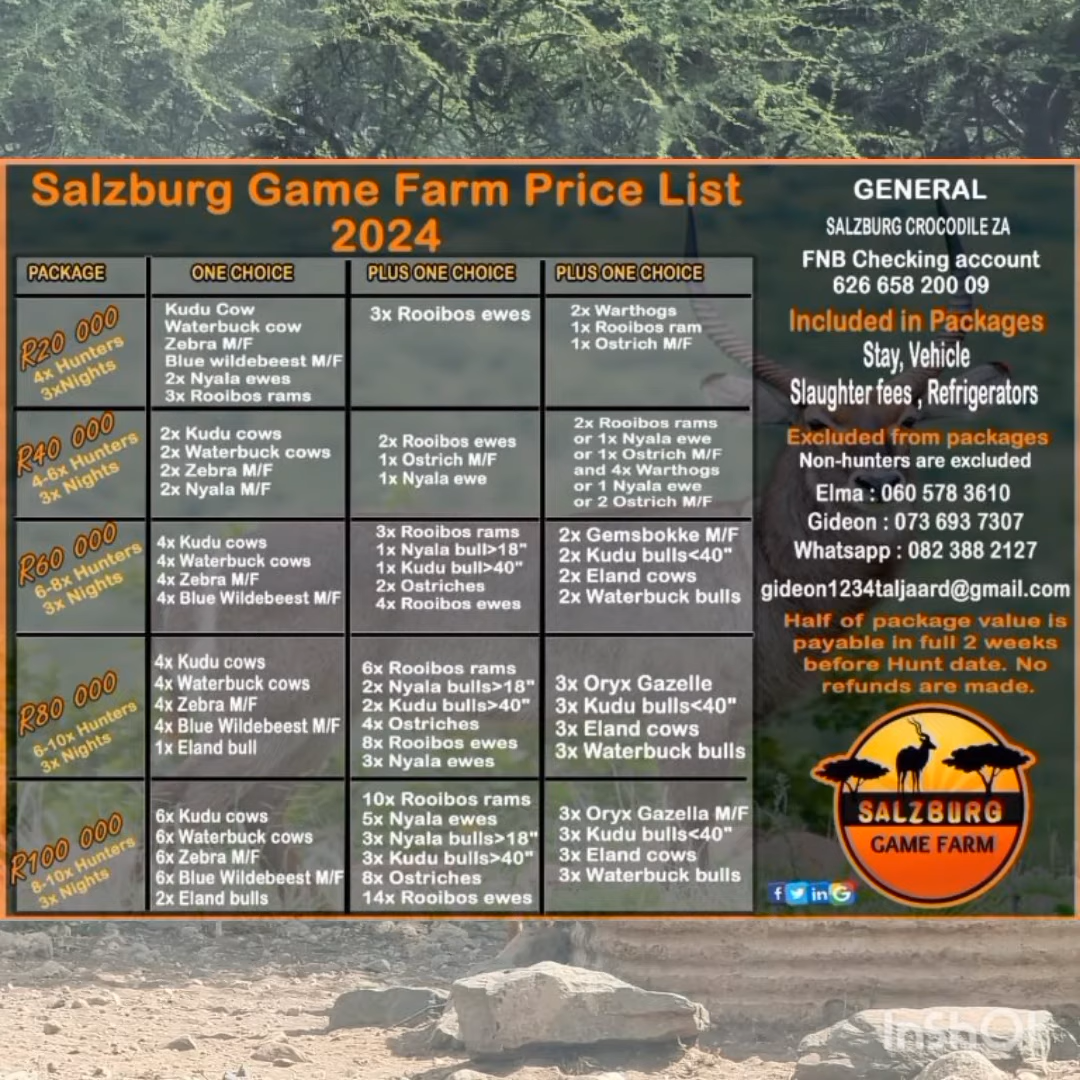 Salzburg Game Farm Price List
2024
PACKAGE
ONE CHOICE
PLUS ONE CHOICE
PLUS ONE CHOICE
R20 000
4x Hunters
3xNights
Kudu Cow
Waterbuck cow
Zebra M/F
Blue wildebeest M/F
2x Nyala ewes
3x Rooibos rams
3x Rooibos ewes
2x Warthogs
1x Rooibos ram
1x Ostrich M/F
R40 000
4-6x Hunters
3x Nights
2x Kudu cows
2x Waterbuck cows
2x Zebra M/F
2x Nyala M/F
2x Rooibos ewes
1x Ostrich M/F
1x Nyala ewe
2x Rooibos rams
or 1x Nyala ewe
or 1x Ostrich M/F
and 4x Warthogs
or 1 Nyala ewe
or 2 Ostrich M/F
R60 000
6-8x Hunters
3x Nights
4x Kudu cows
4x Waterbuck cows
4x Zebra M/F
4x Blue Wildebeest M/F
3x Rooibos rams
1x Nyala bull>18"
1x Kudu bull>40"
2x Ostriches
4x Rooibos ewes
2x Gemsbokke M/F
2x Kudu bulls<40"
2x Eland cows
2x Waterbuck bulls
R80 000
6-10x Hunters
3x Nights
4x Kudu cows
4x Waterbuck cows
4x Zebra M/F
4x Blue Wildebeest M/F
1x Eland bull
6x Rooibos rams
2x Nyala bulls>18"
2x Kudu bulls>40"
4x Ostriches
8x Rooibos ewes
3x Nyala ewes
3x Oryx Gazelle
3x Kudu bulls<40"
3x Eland cows
3x Waterbuck bulls
R100 000
8-10x Hunters
3x Nights
6x Kudu cows
6x Waterbuck cows
6x Zebra M/F
6x Blue Wildebeest M/F
2x Eland bulls
10x Rooibos rams
5x Nyala ewes
3x Nyala bulls>18"
3x Kudu bulls>40"
8x Ostriches
14x Rooibos ewes
3x Oryx Gazella M/F
3x Kudu bulls<40"
3x Eland cows
3x Waterbuck bulls
GENERAL
SALZBURG CROCODILE ZA
FNB Checking account
626 658 200 09
Included in Packages
Stay, Vehicle
Slaughter fees , Refrigerators
Excluded from packages
Non-hunters are excluded
Elma : 060 578 3610
Gideon : 073 693 7307
Whatsapp : 082 388 2127
gideon1234taljaard@gmail.com
Half of package value is
payable in full 2 weeks
before Hunt date. No
refunds are made.
SALZBURG
GAME FARM
f in G